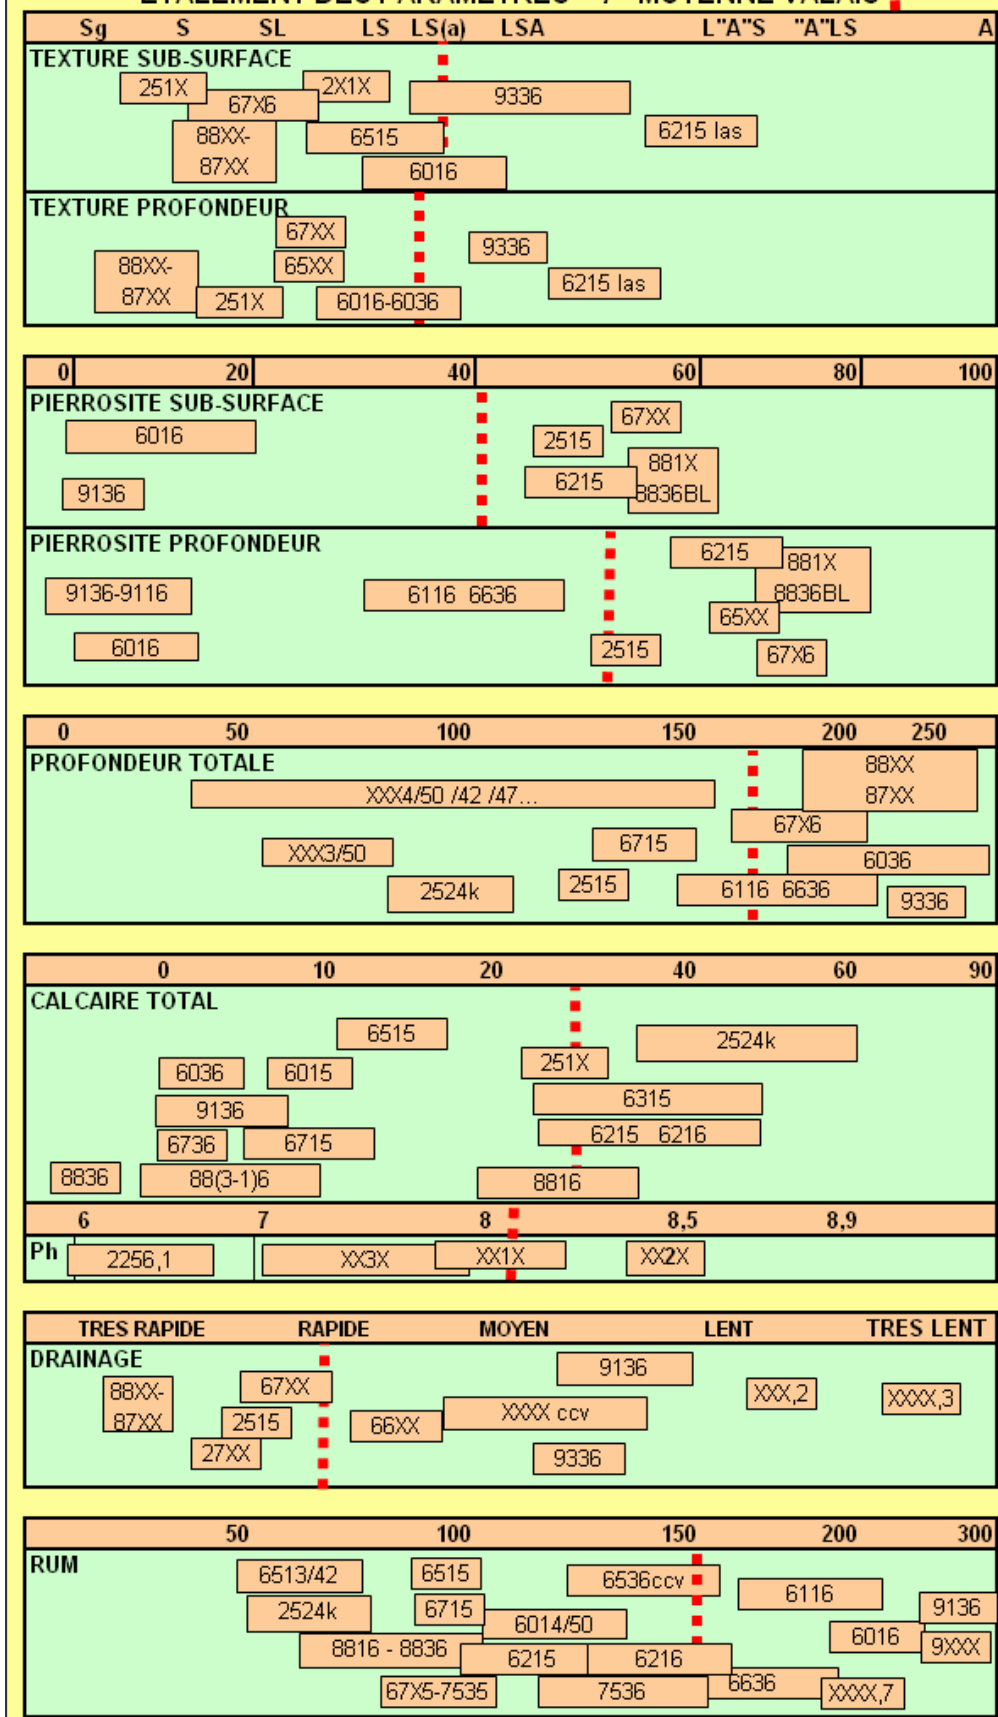 Sg S SL LS LS(a) LSA L"A"S "A"LS A
TEXTURE SUB-SURFACE
251X 2X1X 9336
67X6
88XX- 6515 6215 las
87XX 6016
TEXTURE PROFONDEUR
67XX
88XX- 65XX 9336
87XX 251X 6016-6036 6215 las
0 20 40 60 80 100
PIERROSITE SUB-SURFACE
6016 67XX
2515
9136 6215 881X
8836BL
PIERROSITE PROFONDEUR
6215 881X
9136-9116 6116 6636 8836BL
65XX
6016 2515 67X6
0 50 100 150 200 250
PROFONDEUR TOTALE 88XX
XXX4/50 /42 /47... 87XX
67X6
XXX3/50 6715 6036
2524k 2515 6116 6636 9336
0 10 20 40 60 90
CALCAIRE TOTAL
6515 2524k
6036 6015 251X
9136 6315
6736 6715 6215 6216
8836 88(3-1)6 8816
6 7 8 8,5 8,9
Ph 2256,1 XX3X XX1X XX2X
TRES RAPIDE RAPIDE MOYEN LENT TRES LENT
DRAINAGE
88XX- 67XX 9136 XXX,2 XXXX,3
87XX 2515 66XX XXXX ccv
27XX 9336
50 100 150 200 300
RUM
6513/42 6515 6536ccv 6116
2524k 6715 6014/50 9136
8816 - 8836 6215 6216 6016 9XXX
67X5-7535 7536 6636 XXXX,7